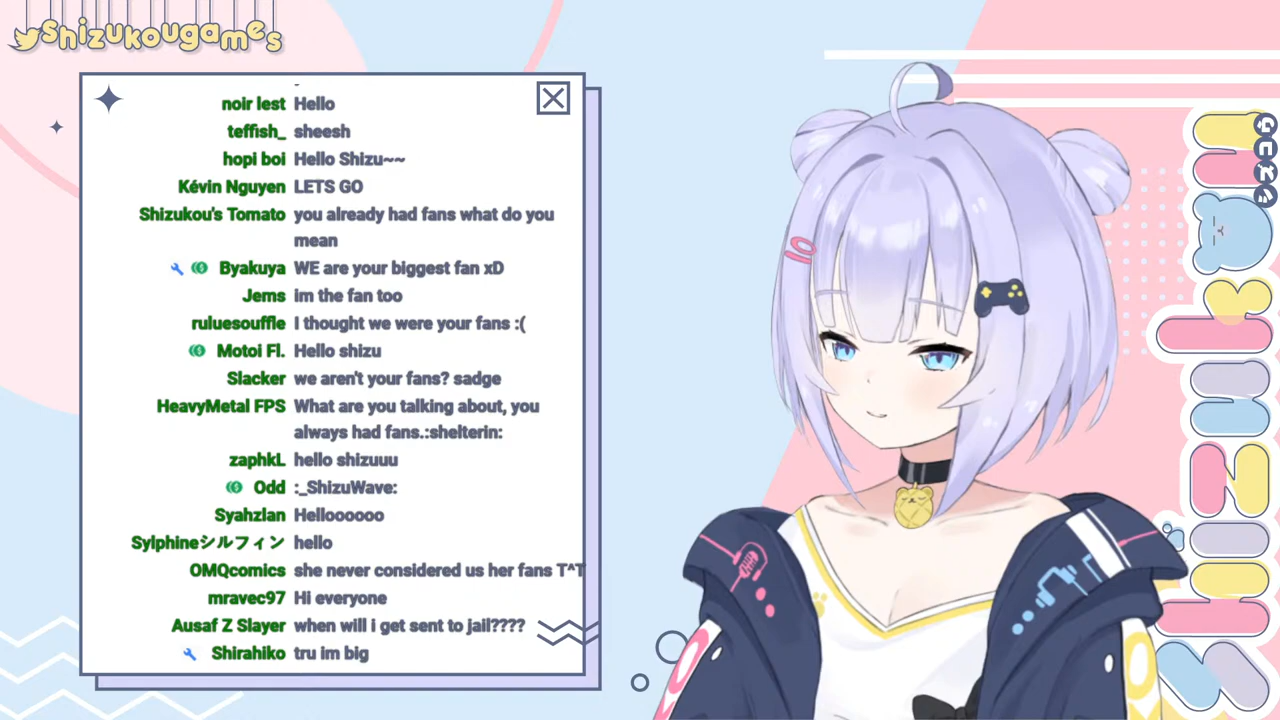 shizukougames
noir lest Hello
teffish_ sheesh
hopi boi Hello Shizu~~
Kévin Nguyen LETS GO
Shizukou's Tomato you already had fans what do you
mean
Byakuya WE are your biggest fan xD
Jems im the fan too
ruluesouffle I thought we were your fans :(
Motoi Fl. Hello shizu
Slacker we aren't your fans? sadge
HeavyMetal FPS What are you talking about, you
always had fans.:shelterin:
zaphkL hello shizuuu
Odd :_ShizuWave:
Syahzlan Helloooooo
Sylphineシルフィン hello
OMQcomics she never considered us her fans T^T
mravec97 Hi everyone
Ausaf Z Slayer when will i get sent to jail????
Shirahiko tru im big